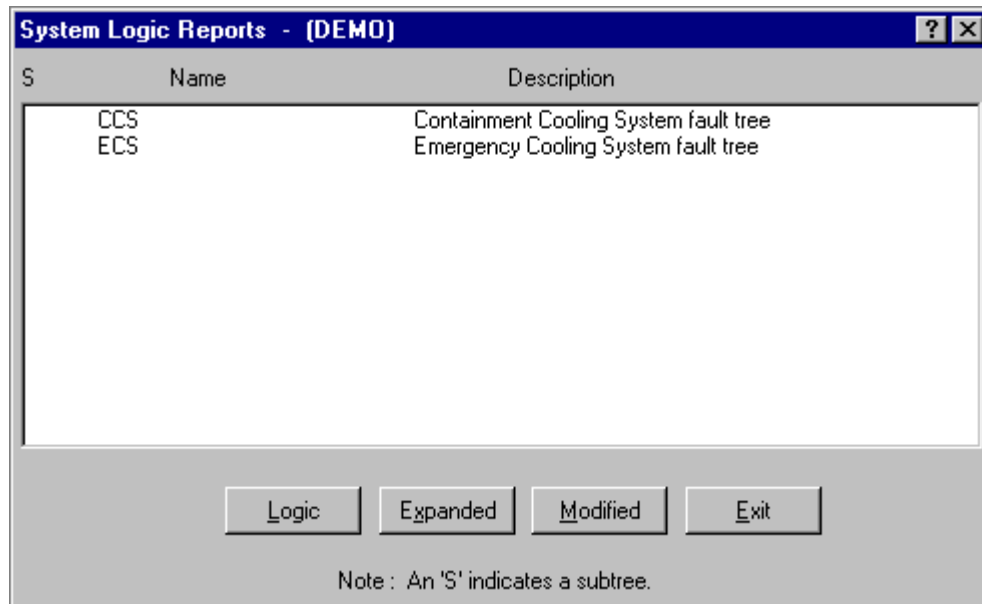 System Logic Reports - (DEMO)
S Name Description
CCS Containment Cooling System fault tree
ECS Emergency Cooling System fault tree
Logic Expanded Modified Exit
Note : An 'S' indicates a subtree.